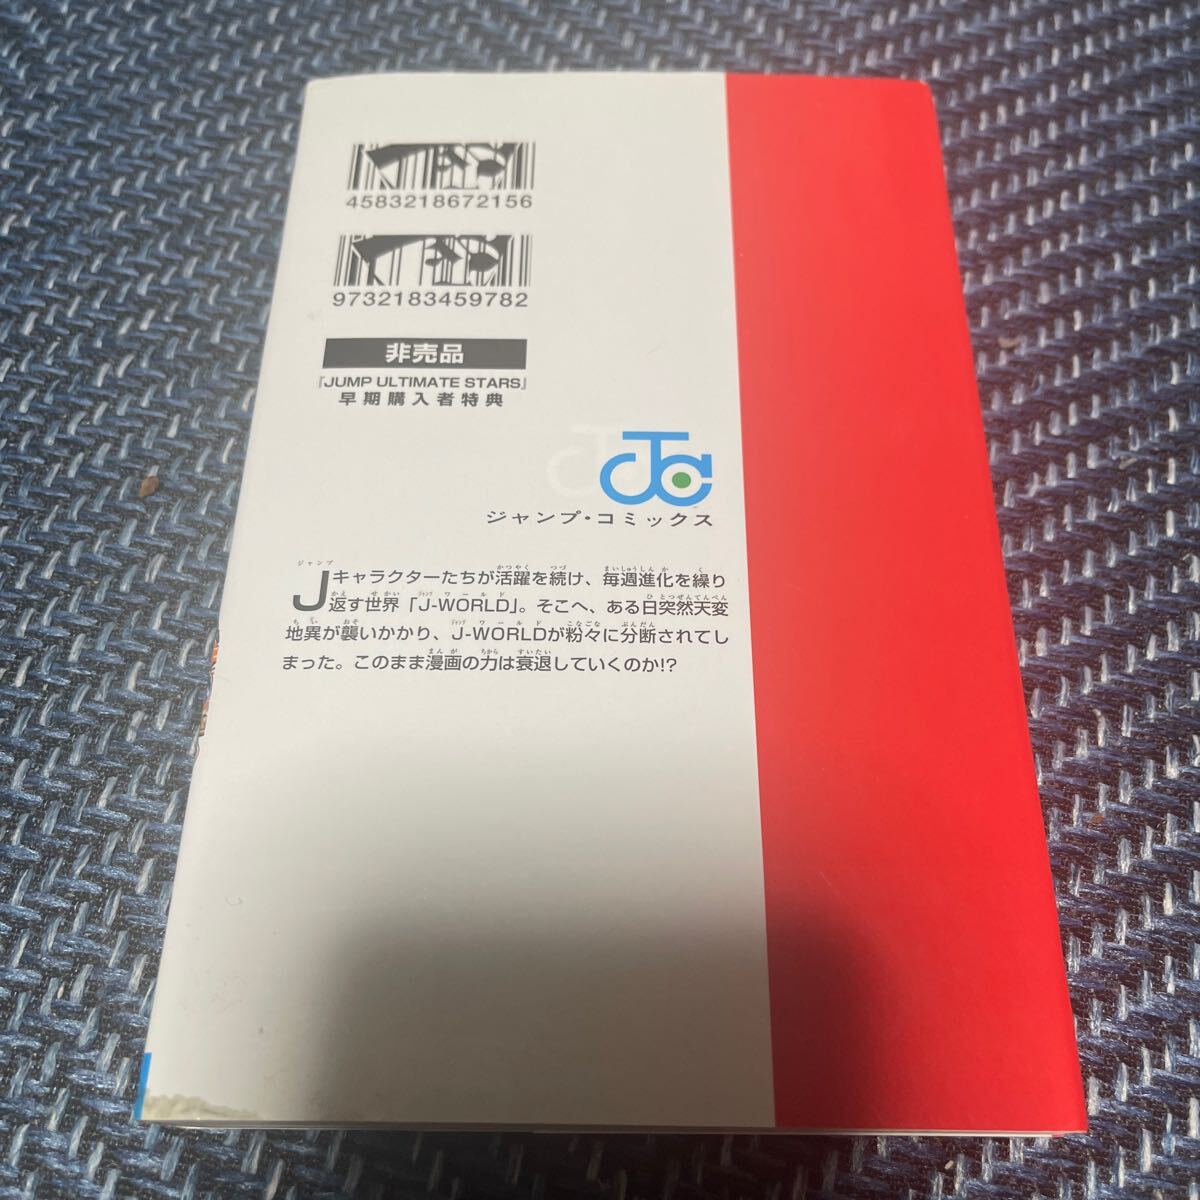 4583218672156
9732183459782
非売品
『JUMP ULTIMATE STARS』
早期購入者特典
JC
ジャンプ・コミックス
Jキャラクターたちが活躍を続け、毎週進化を繰り
返す世界「J-WORLD」。そこへ、ある日突然天変
地異が襲いかかり、J-WORLDが粉々に分断されてし
まった。このまま漫画の力は衰退していくのか!?